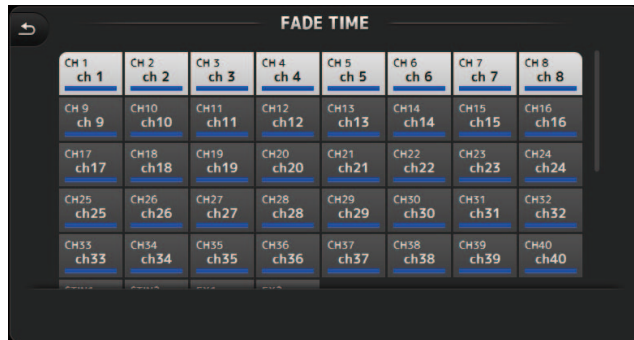 FADE TIME
CH 1 CH 2 CH 3 CH 4 CH 5 CH 6 CH 7 CH 8
ch 1 ch 2 ch 3 ch 4 ch 5 ch 6 ch 7 ch 8
CH 9 CH10 CH11 CH12 CH13 CH14 CH15 CH16
ch 9 ch10 ch11 ch12 ch13 ch14 ch15 ch16
CH17 CH18 CH19 CH20 CH21 CH22 CH23 CH24
ch17 ch18 ch19 ch20 ch21 ch22 ch23 ch24
CH25 CH26 CH27 CH28 CH29 CH30 CH31 CH32
ch25 ch26 ch27 ch28 ch29 ch30 ch31 ch32
CH33 CH34 CH35 CH36 CH37 CH38 CH39 CH40
ch33 ch34 ch35 ch36 ch37 ch38 ch39 ch40